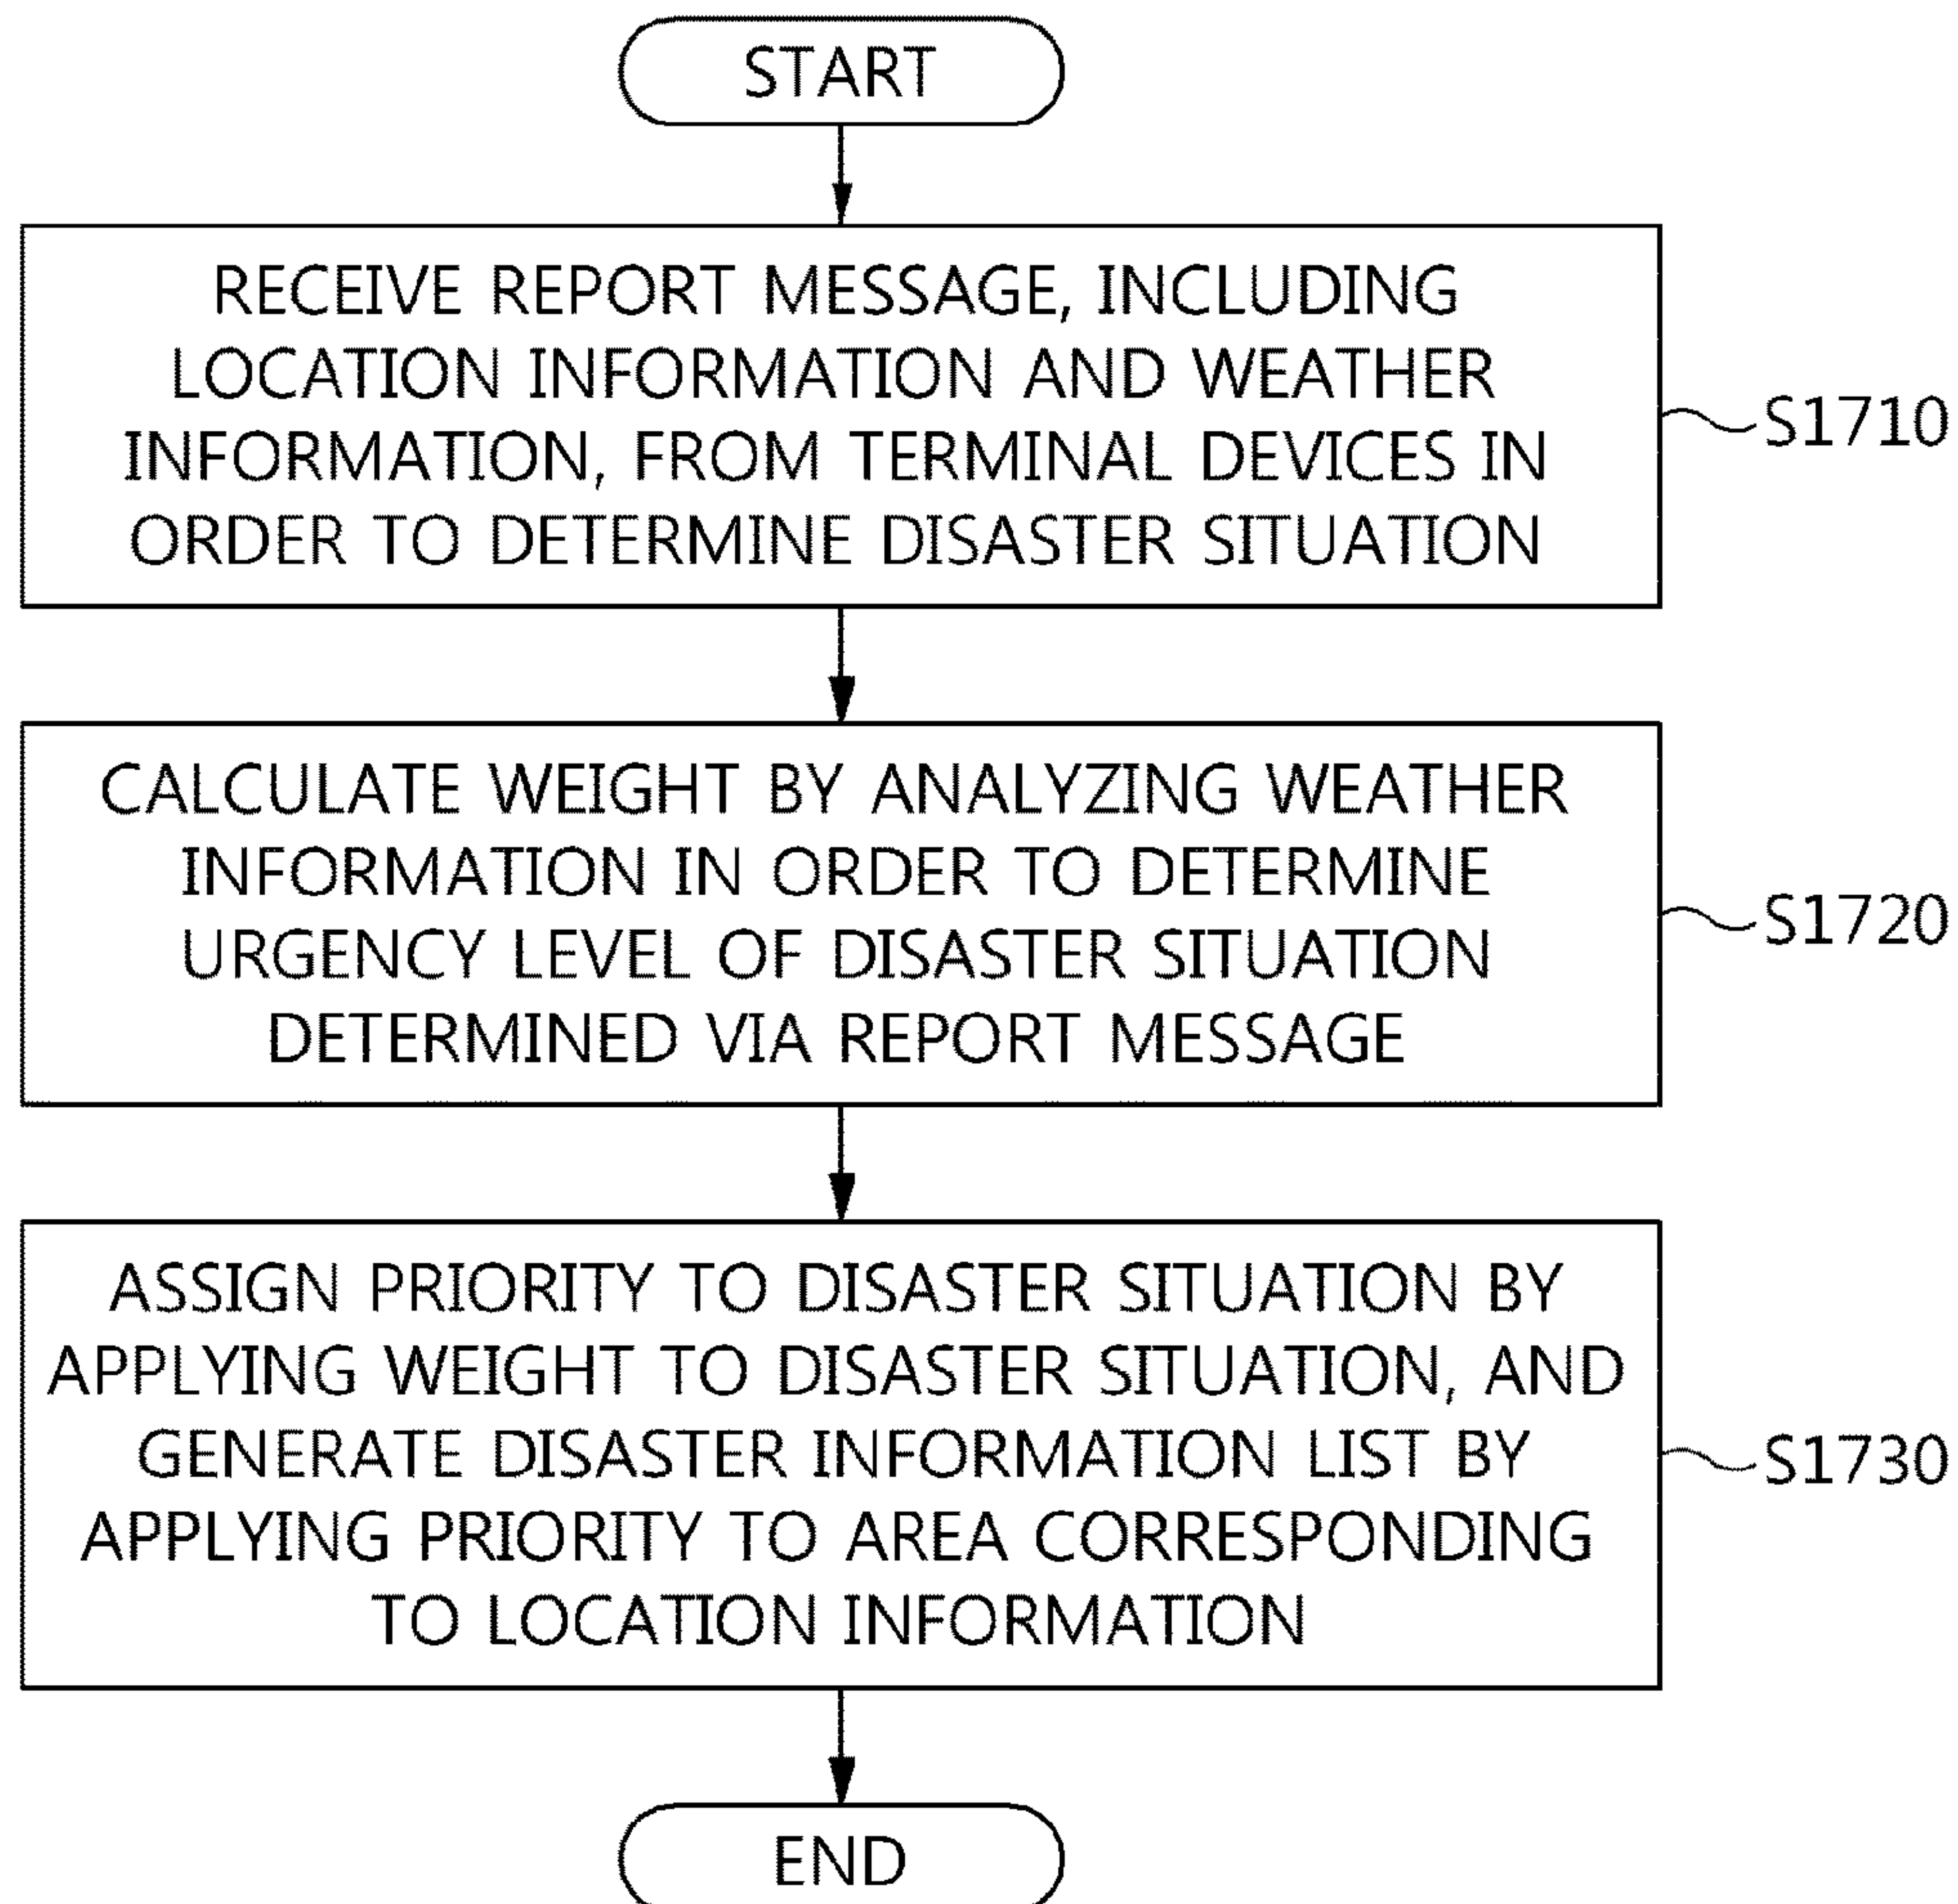 START
RECEIVE REPORT MESSAGE, INCLUDING
LOCATION INFORMATION AND WEATHER
INFORMATION, FROM TERMINAL DEVICES IN
ORDER TO DETERMINE DISASTER SITUATION
S1710
CALCULATE WEIGHT BY ANALYZING WEATHER
INFORMATION IN ORDER TO DETERMINE
URGENCY LEVEL OF DISASTER SITUATION
DETERMINED VIA REPORT MESSAGE
S1720
ASSIGN PRIORITY TO DISASTER SITUATION BY
APPLYING WEIGHT TO DISASTER SITUATION, AND
GENERATE DISASTER INFORMATION LIST BY
APPLYING PRIORITY TO AREA CORRESPONDING
TO LOCATION INFORMATION
S1730
END